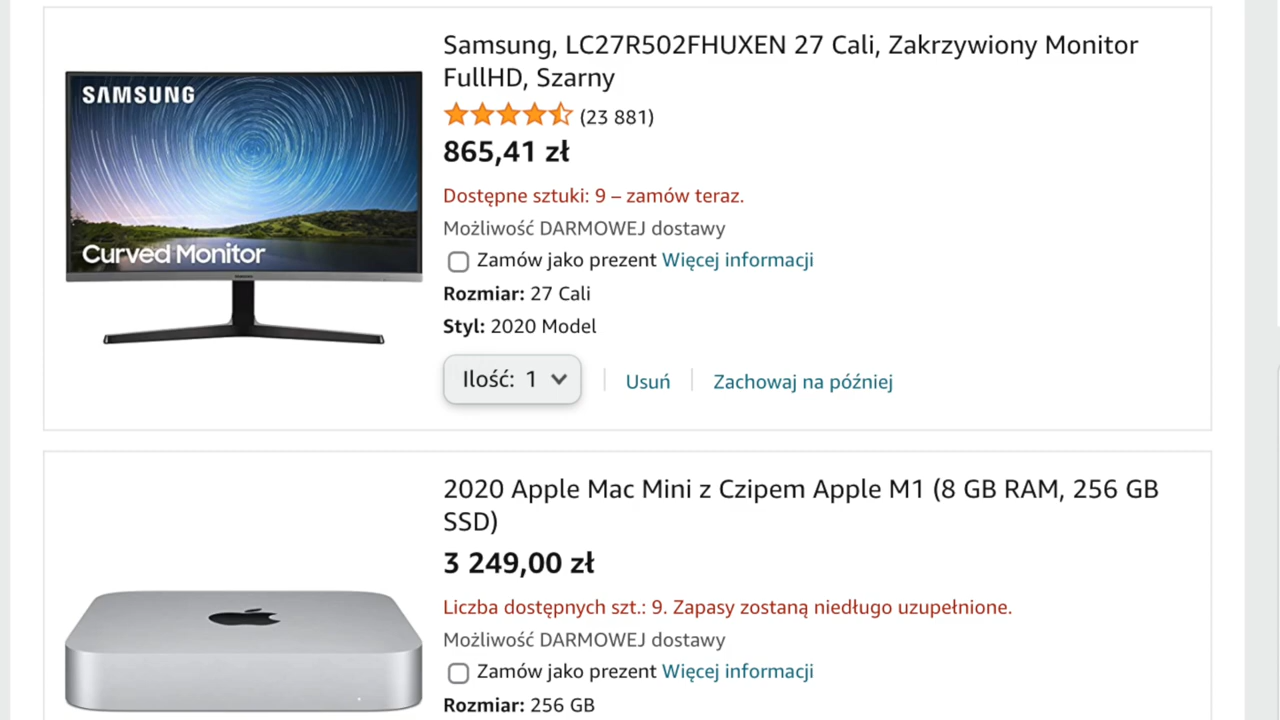 SAMSUNG
Curved Monitor
Samsung, LC27R502FHUXEN 27 Cali, Zakrzywiony Monitor
FullHD, Szary
(23 881)
865,41 zł
Dostępne sztuki: 9 – zamów teraz.
Możliwość DARMOWEJ dostawy
Zamów jako prezent Więcej informacji
Rozmiar: 27 Cali
Styl: 2020 Model
Ilość: 1
Usuń
Zachowaj na później
2020 Apple Mac Mini z Czipem Apple M1 (8 GB RAM, 256 GB
SSD)
3 249,00 zł
Liczba dostępnych szt.: 9. Zapasy zostaną niedługo uzupełnione.
Możliwość DARMOWEJ dostawy
Zamów jako prezent Więcej informacji
Rozmiar: 256 GB